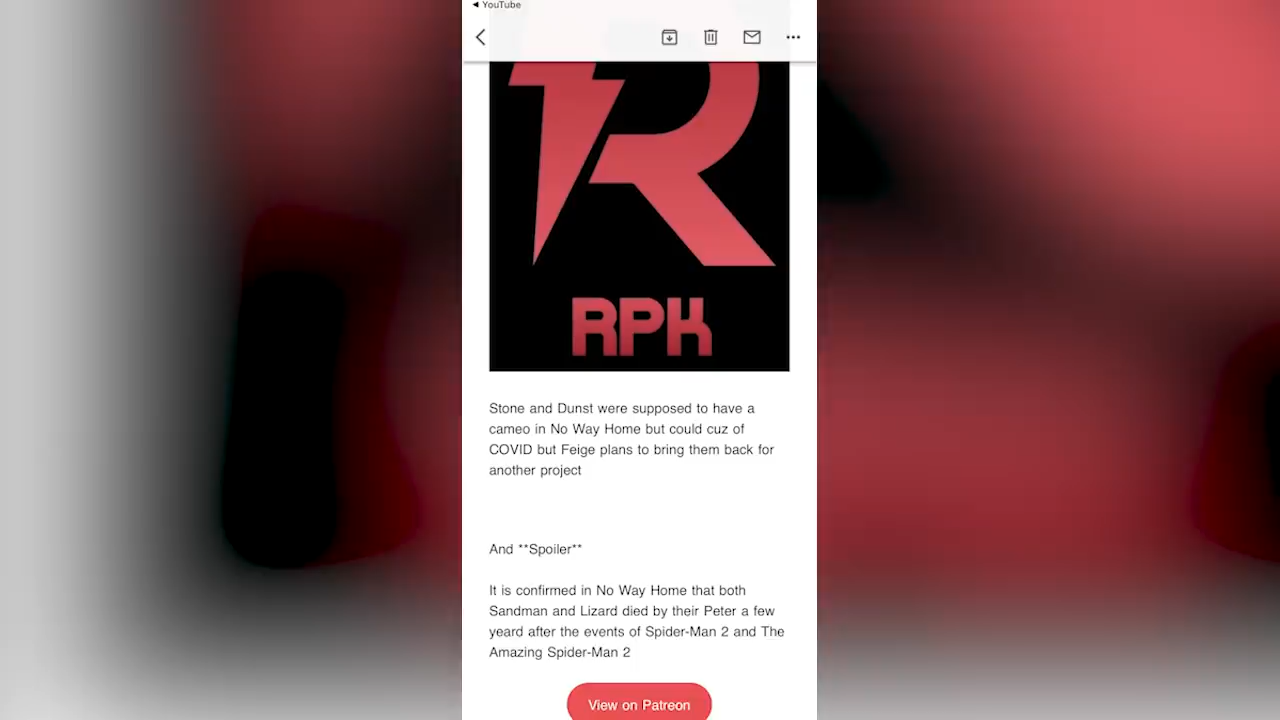 ◄ YouTube
RPK
Stone and Dunst were supposed to have a
cameo in No Way Home but could cuz of
COVID but Feige plans to bring them back for
another project
And **Spoiler**
It is confirmed in No Way Home that both
Sandman and Lizard died by their Peter a few
yeard after the events of Spider-Man 2 and The
Amazing Spider-Man 2
View on Patreon